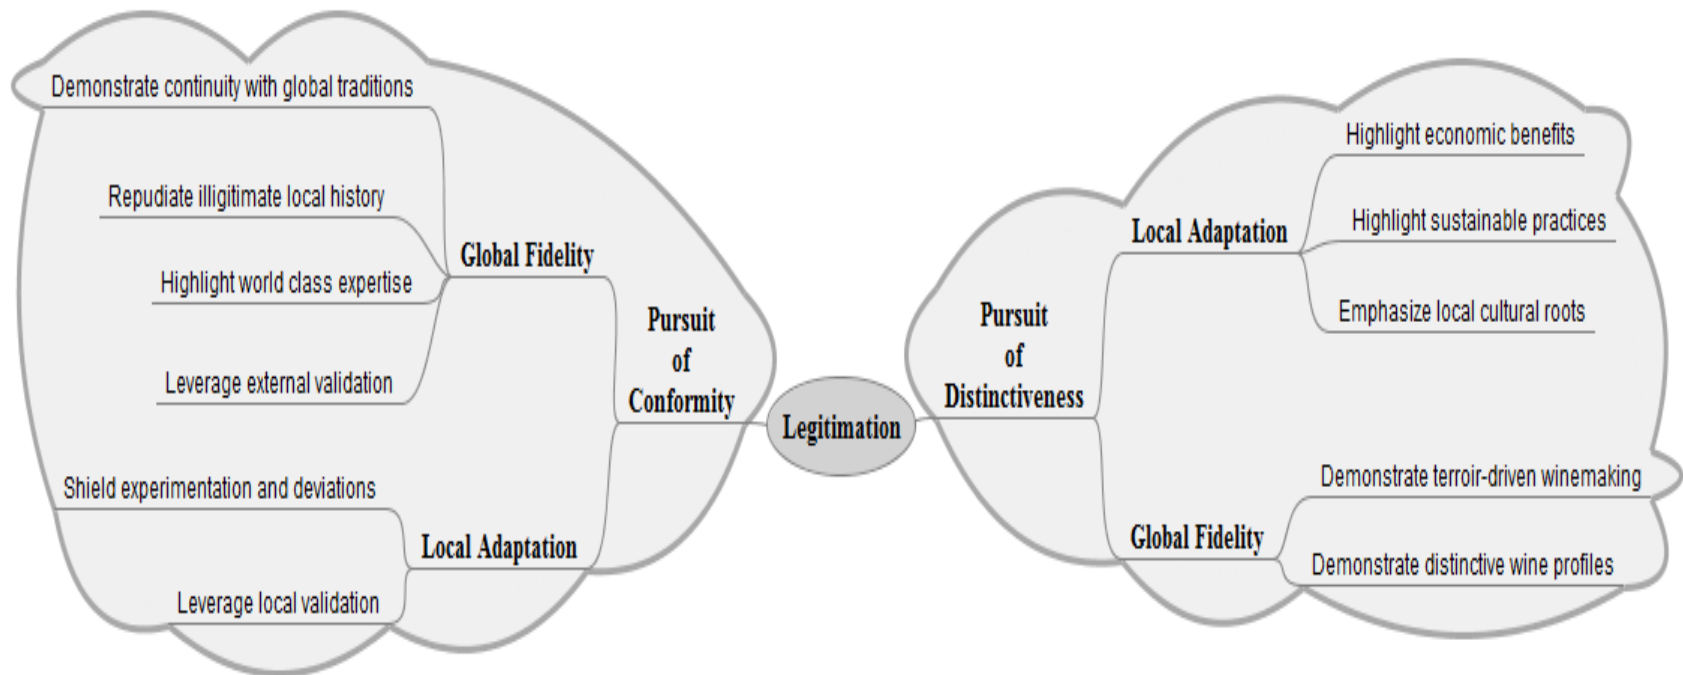 Demonstrate continuity with global traditions
Repudiate illigitimate local history
Highlight world class expertise
Leverage external validation
Global Fidelity
Shield experimentation and deviations
Leverage local validation
Local Adaptation
Pursuit
of
Conformity
Legitimation
Pursuit
of
Distinctiveness
Local Adaptation
Highlight economic benefits
Highlight sustainable practices
Emphasize local cultural roots
Global Fidelity
Demonstrate terroir-driven winemaking
Demonstrate distinctive wine profiles